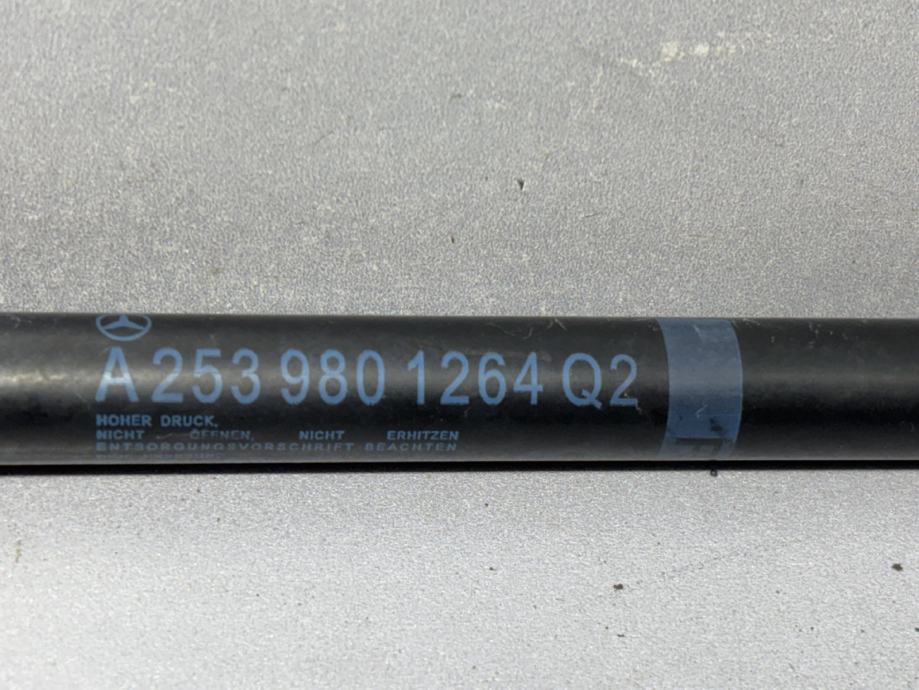 A 253 980 1264 Q2
HOHER DRUCK,
NICHT ÖFFNEN, NICHT ERHITZEN
ENTSORGUNGSVORSCHRIFT BEACHTEN